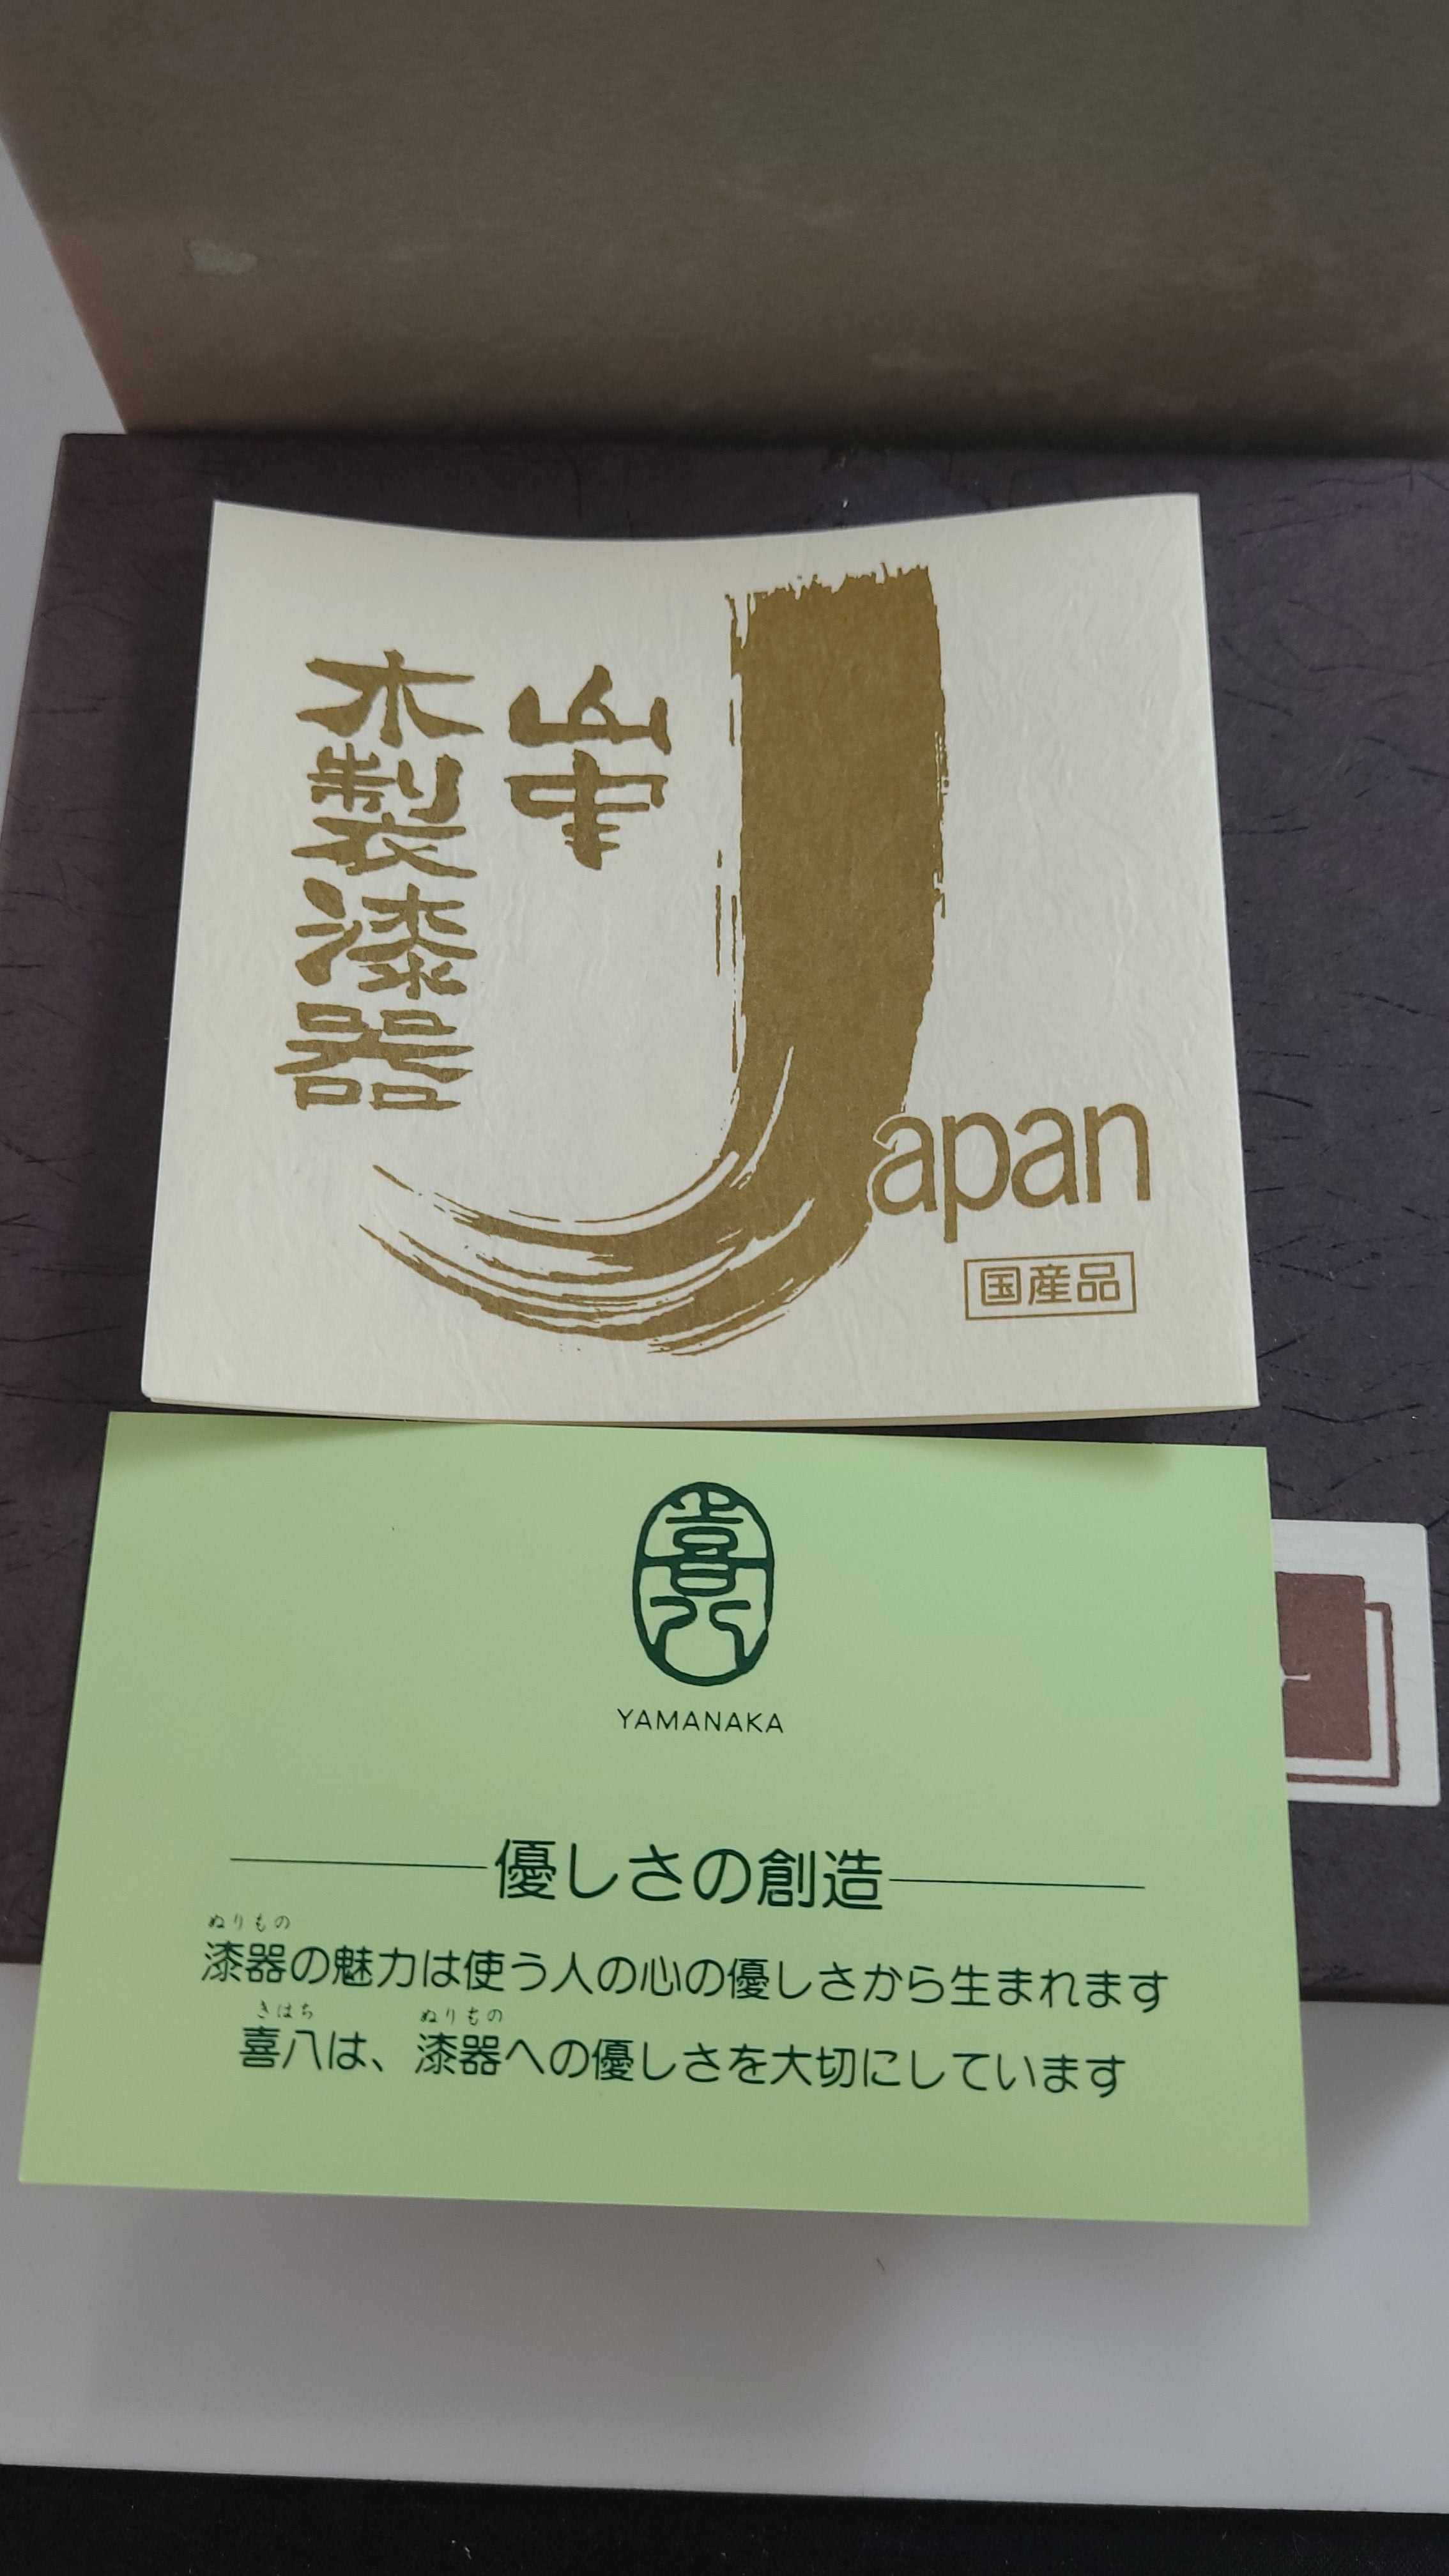 山中
木製漆器
Japan
国産品
喜八
YAMANAKA
優しさの創造
ぬりもの
漆器の魅力は使う人の心の優しさから生まれます
きはち ぬりもの
喜八は、漆器への優しさを大切にしています